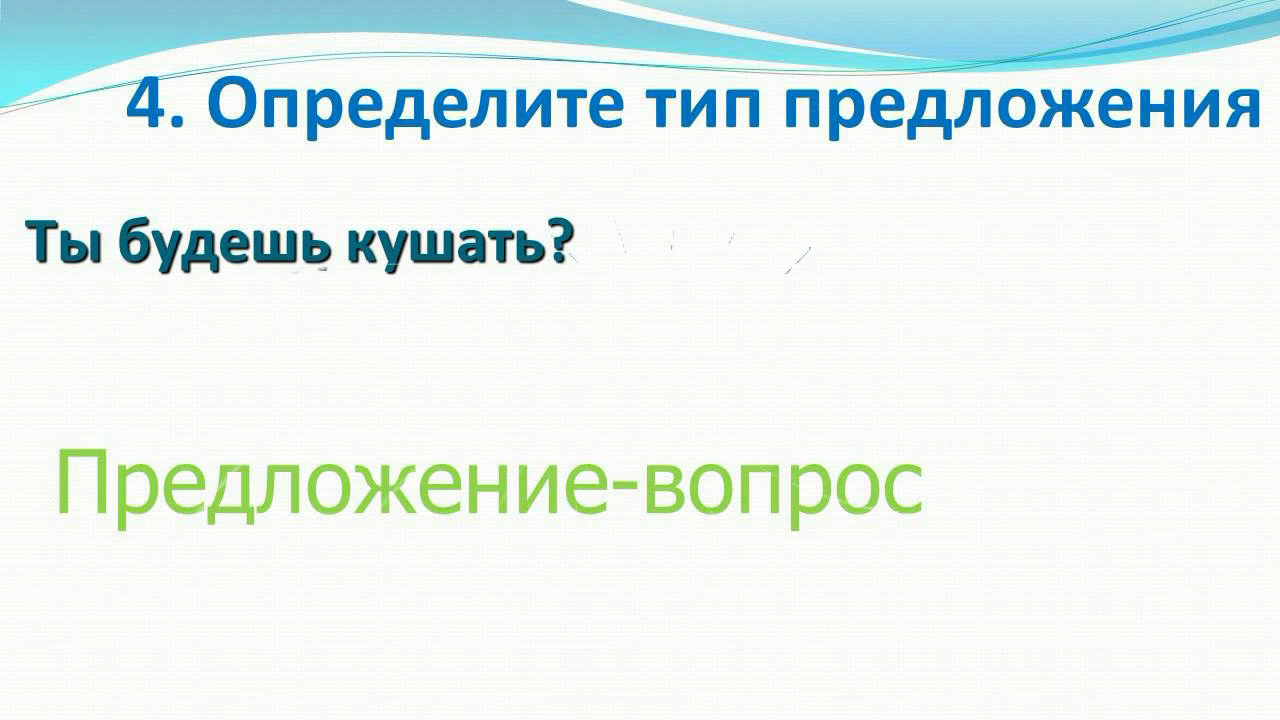 4. Определите тип предложения
Ты будешь кушать?
Предложение-вопрос